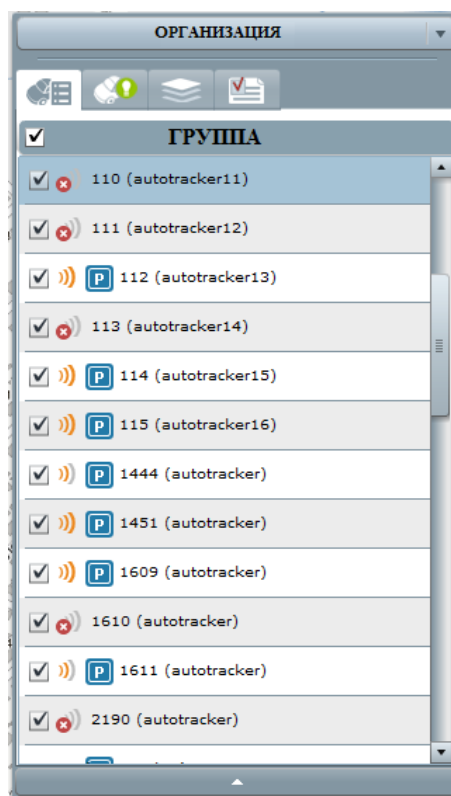 ОРГАНИЗАЦИЯ
ГРУППА
110 (autotracker11)
111 (autotracker12)
P 112 (autotracker13)
113 (autotracker14)
P 114 (autotracker15)
P 115 (autotracker16)
P 1444 (autotracker)
P 1451 (autotracker)
P 1609 (autotracker)
1610 (autotracker)
P 1611 (autotracker)
2190 (autotracker)